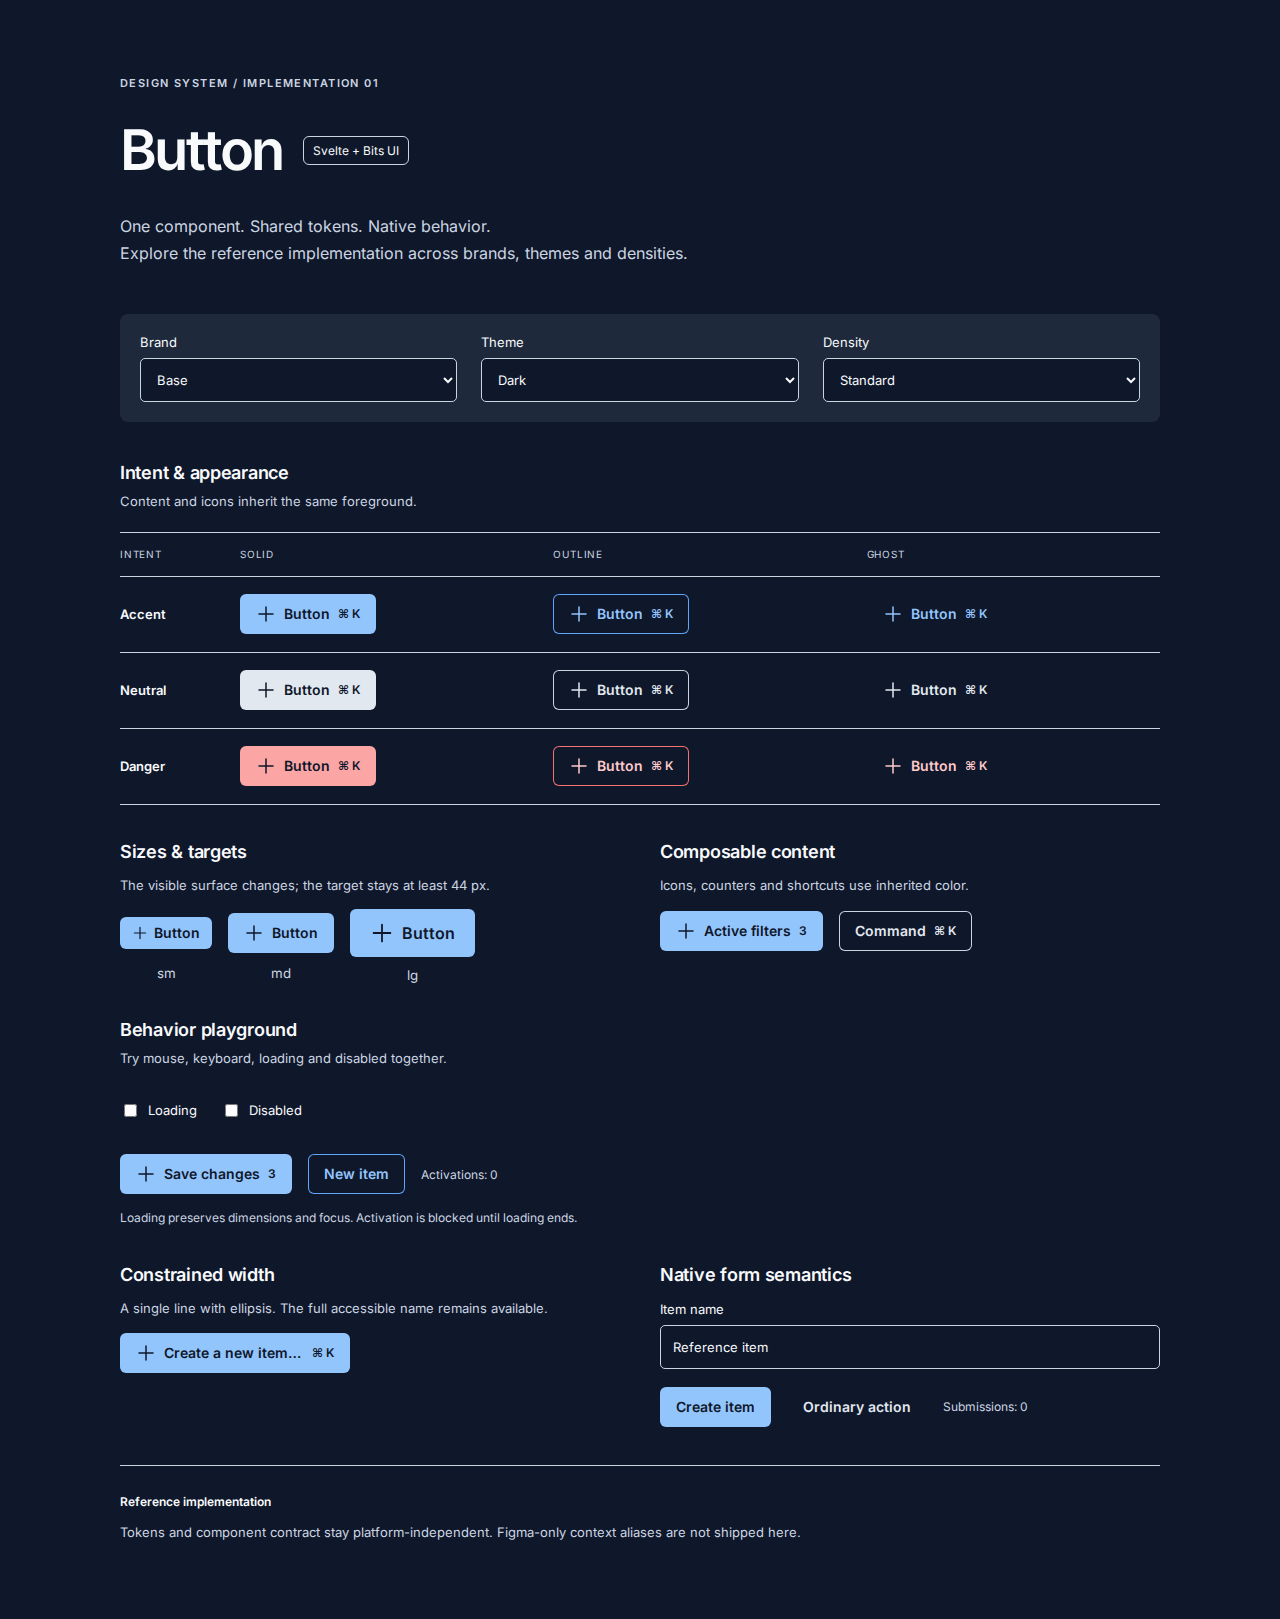 DESIGN SYSTEM / IMPLEMENTATION 01
Button
Svelte + Bits UI
One component. Shared tokens. Native behavior.
Explore the reference implementation across brands, themes and densities.
Brand Theme Density
Base Dark Standard
Intent & appearance
Content and icons inherit the same foreground.
INTENT SOLID OUTLINE GHOST
Accent Button ⌘ K Button ⌘ K Button ⌘ K
Neutral Button ⌘ K Button ⌘ K Button ⌘ K
Danger Button ⌘ K Button ⌘ K Button ⌘ K
Sizes & targets
The visible surface changes; the target stays at least 44 px.
Button Button Button
sm md lg
Composable content
Icons, counters and shortcuts use inherited color.
Active filters 3 Command ⌘ K
Behavior playground
Try mouse, keyboard, loading and disabled together.
Loading Disabled
Save changes 3 New item Activations: 0
Loading preserves dimensions and focus. Activation is blocked until loading ends.
Constrained width
A single line with ellipsis. The full accessible name remains available.
Create a new item... ⌘ K
Native form semantics
Item name
Reference item
Create item Ordinary action Submissions: 0
Reference implementation
Tokens and component contract stay platform-independent. Figma-only context aliases are not shipped here.